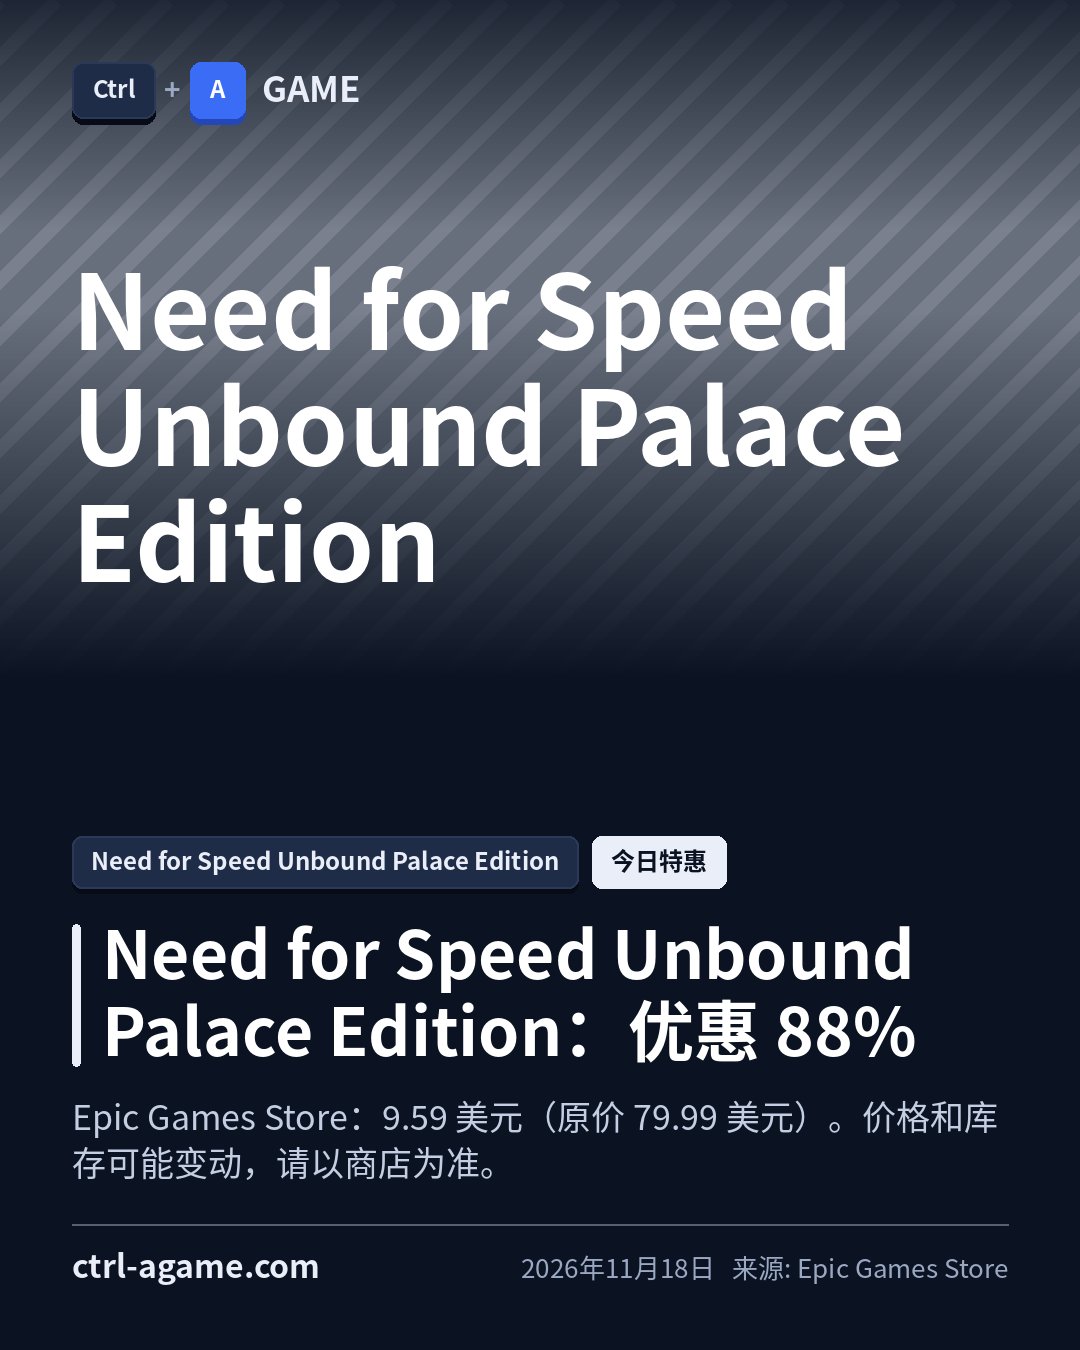 Ctrl + A GAME
Need for Speed
Unbound Palace
Edition
Need for Speed Unbound Palace Edition 今日特惠
Need for Speed Unbound
Palace Edition：优惠 88%
Epic Games Store：9.59 美元（原价 79.99 美元）。价格和库
存可能变动，请以商店为准。
ctrl-agame.com 2026年11月18日 来源: Epic Games Store